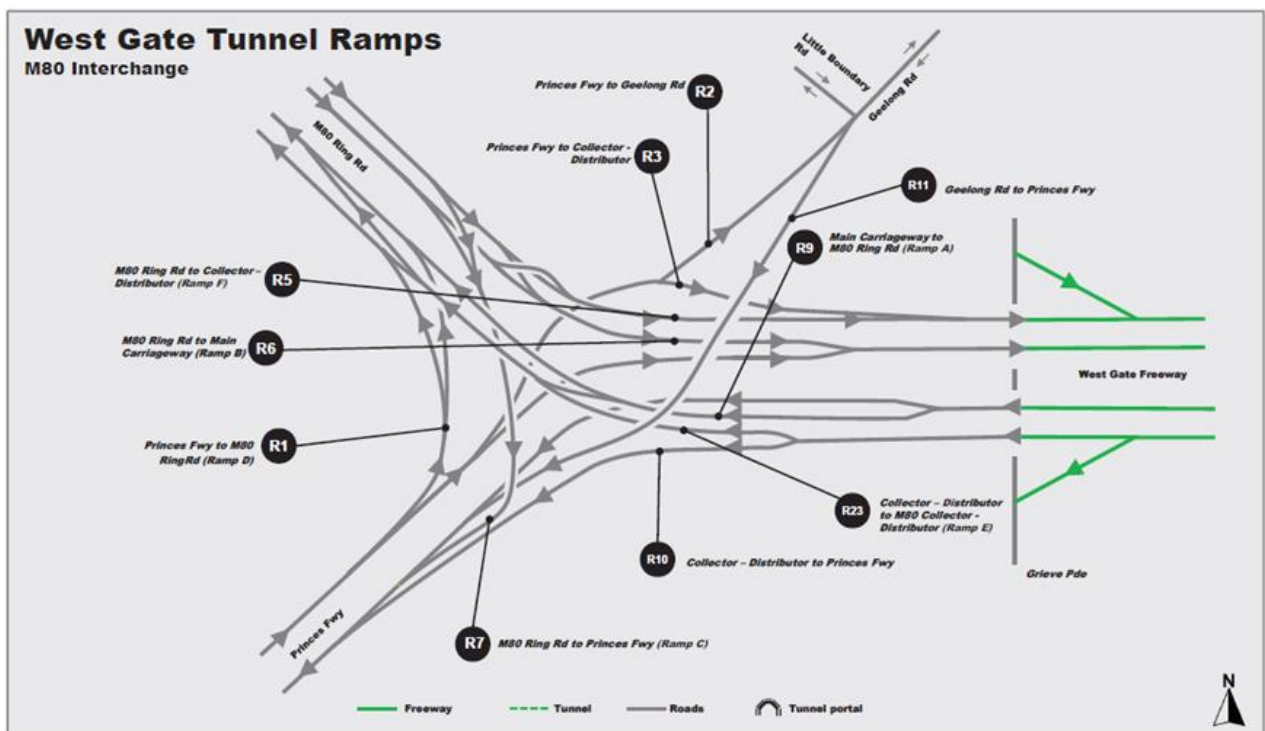 West Gate Tunnel Ramps
M80 Interchange
Princes Fwy to Geelong Rd
R2
Little Boundary
Rd
Geelong Rd
M80 Ring Rd
Princes Fwy to Collector -
Distributor
R3
R11
Geelong Rd to Princes Fwy
R9
Main Carriageway to
M80 Ring Rd (Ramp A)
M80 Ring Rd to Collector –
Distributor (Ramp F)
R5
M80 Ring Rd to Main
Carriageway (Ramp B)
R6
West Gate Freeway
Princes Fwy to M80
RingRd (Ramp D)
R1
R23
Collector – Distributor
to M80 Collector -
Distributor (Ramp E)
R10
Collector – Distributor to Princes Fwy
Grieve Pde
Princes Fwy
R7
M80 Ring Rd to Princes Fwy (Ramp C)
Freeway
Tunnel
Roads
Tunnel portal
N